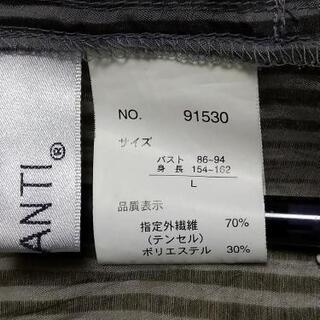 ANTI®
NO. 91530
サイズ
バスト 86~94
身長 154~162
L
品質表示
指定外繊維 70%
(テンセル)
ポリエステル 30%